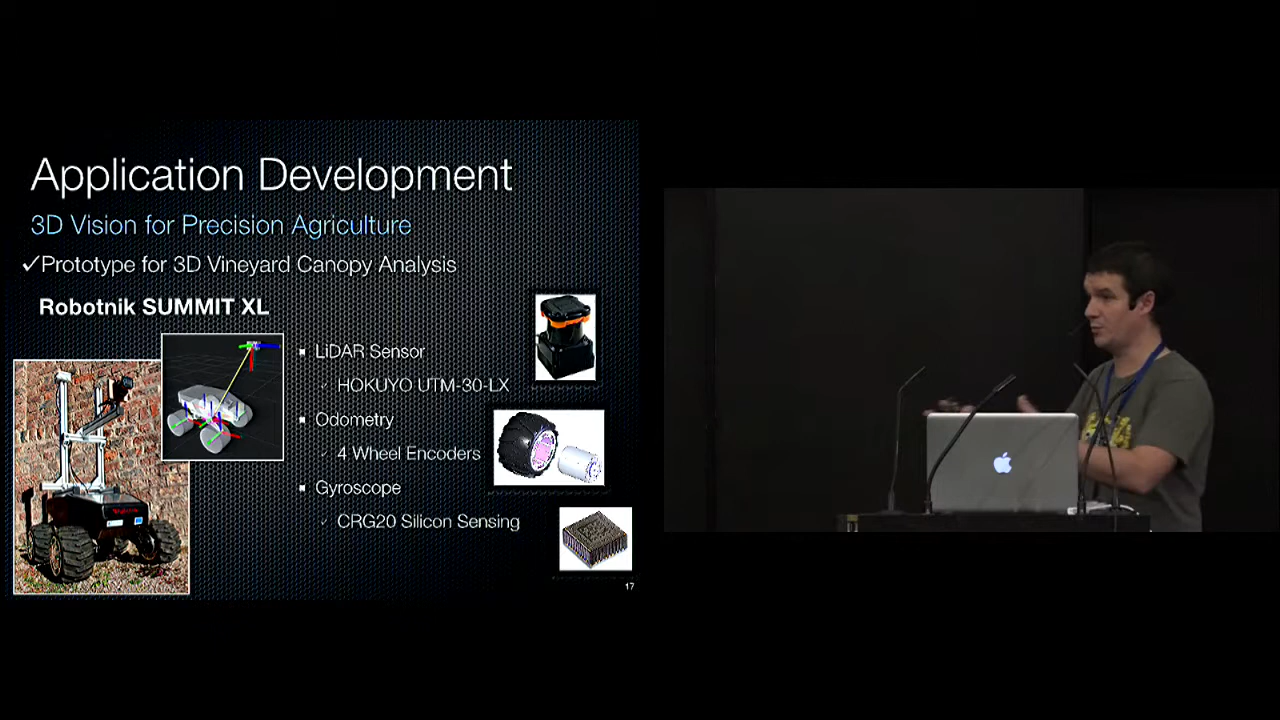 Application Development
3D Vision for Precision Agriculture
✓Prototype for 3D Vineyard Canopy Analysis
Robotnik SUMMIT XL
▪ LiDAR Sensor
HOKUYO UTM-30-LX
▪ Odometry
✓ 4 Wheel Encoders
▪ Gyroscope
✓ CRG20 Silicon Sensing
17